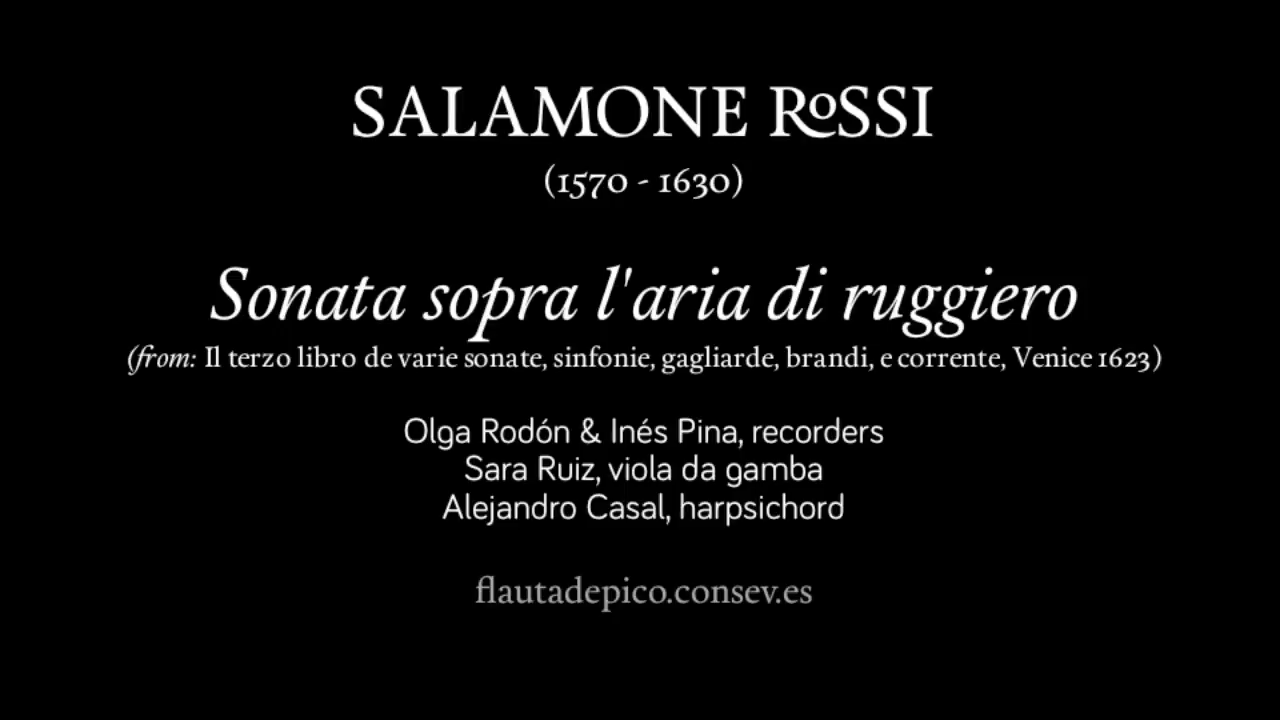 SALAMONE RoSSI
(1570 - 1630)
Sonata sopra l'aria di ruggiero
(from: Il terzo libro de varie sonate, sinfonie, gagliarde, brandi, e corrente, Venice 1623)
Olga Rodón & Inés Pina, recorders
Sara Ruiz, viola da gamba
Alejandro Casal, harpsichord
flautadepico.consev.es